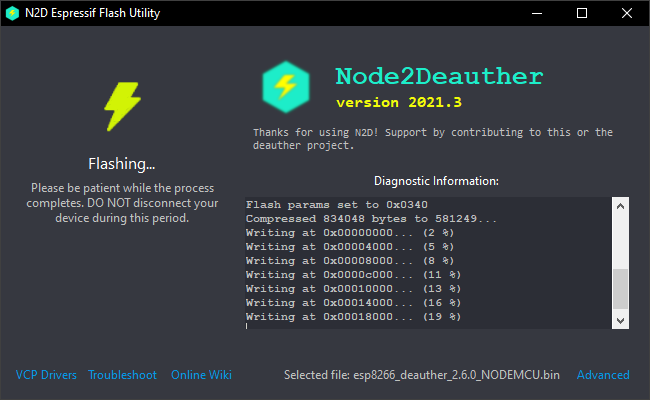 N2D Espressif Flash Utility
Node2Deauther
version 2021.3
Thanks for using N2D! Support by contributing to this or the
deauther project.
Flashing...
Please be patient while the process
completes. DO NOT disconnect your
device during this period.
Diagnostic Information:
Flash params set to 0x0340
Compressed 834048 bytes to 581249...
Writing at 0x00000000... (2 %)
Writing at 0x00004000... (5 %)
Writing at 0x00008000... (8 %)
Writing at 0x0000c000... (11 %)
Writing at 0x00010000... (13 %)
Writing at 0x00014000... (16 %)
Writing at 0x00018000... (19 %)
VCP Drivers Troubleshoot Online Wiki Selected file: esp8266_deauther_2.6.0_NODEMCU.bin Advanced